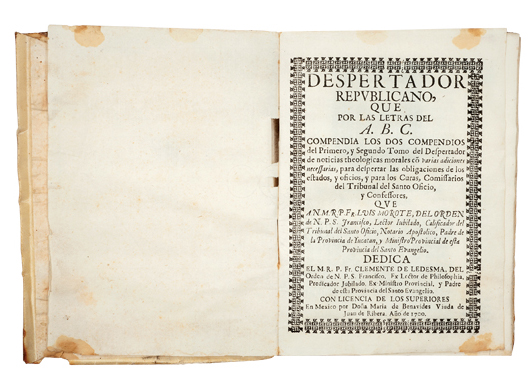 DESPERTADOR
REPVBLICANO,
QUE
POR LAS LETRAS DEL
A. B. C.
COMPENDIA LOS DOS COMPENDIOS
del Primero, y Segundo Tomo del Despertador
de noticias theologicas morales cõ varias adiciones
necessarias, para despertar las obligaciones de los
estados, y oficios, y para los Curas, Comissarios
del Tribunal del Santo Oficio,
y Confessores,
QVE
A N. M. R. P. Fr. LUIS MOROTE, DEL ORDEN
de N. P. S. Francisco, Lector Iubilado, Calificador del
Tribunal del Santo Oficio, Notario Apostolico, Padre de
la Provincia de Yucatan, y Ministro Provincial de esta
Provincia del Santo Evangelio.
DEDICA
EL M. R. P. Fr. CLEMENTE DE LEDESMA, DEL
Orden de N. P. S. Francisco, Ex Lector de Philosophia,
Predicador Jubilado. Ex Ministro Provincial, y Padre
de esta Provincia del Santo Evangelio.
CON LICENCIA DE LOS SUPERIORES
En Mexico por Doña Maria de Benavides Viuda de
Juan de Ribera. Año de 1700.